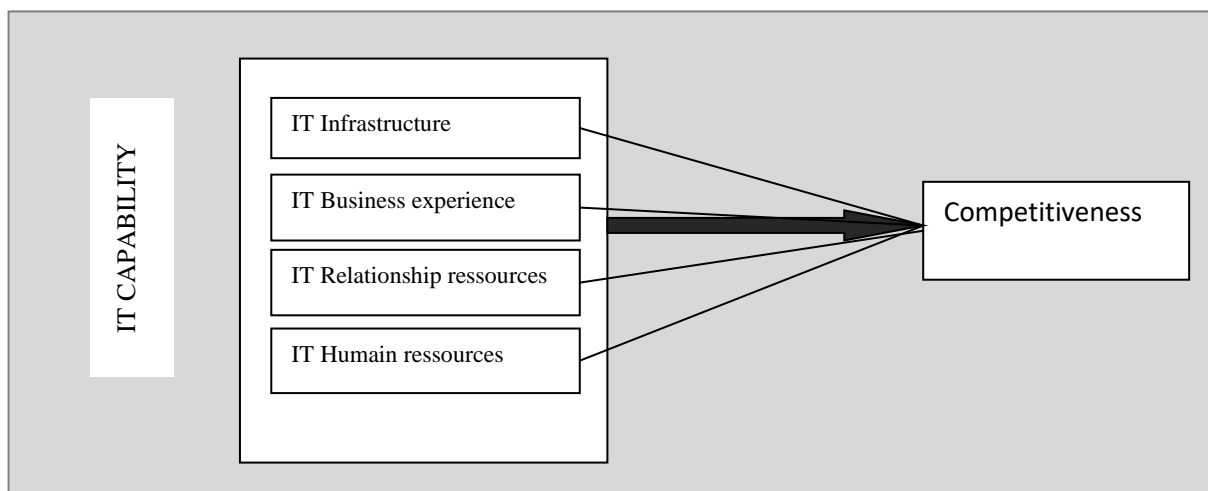 IT CAPABILITY
IT Infrastructure
IT Business experience
IT Relationship ressources
IT Humain ressources
Competitiveness